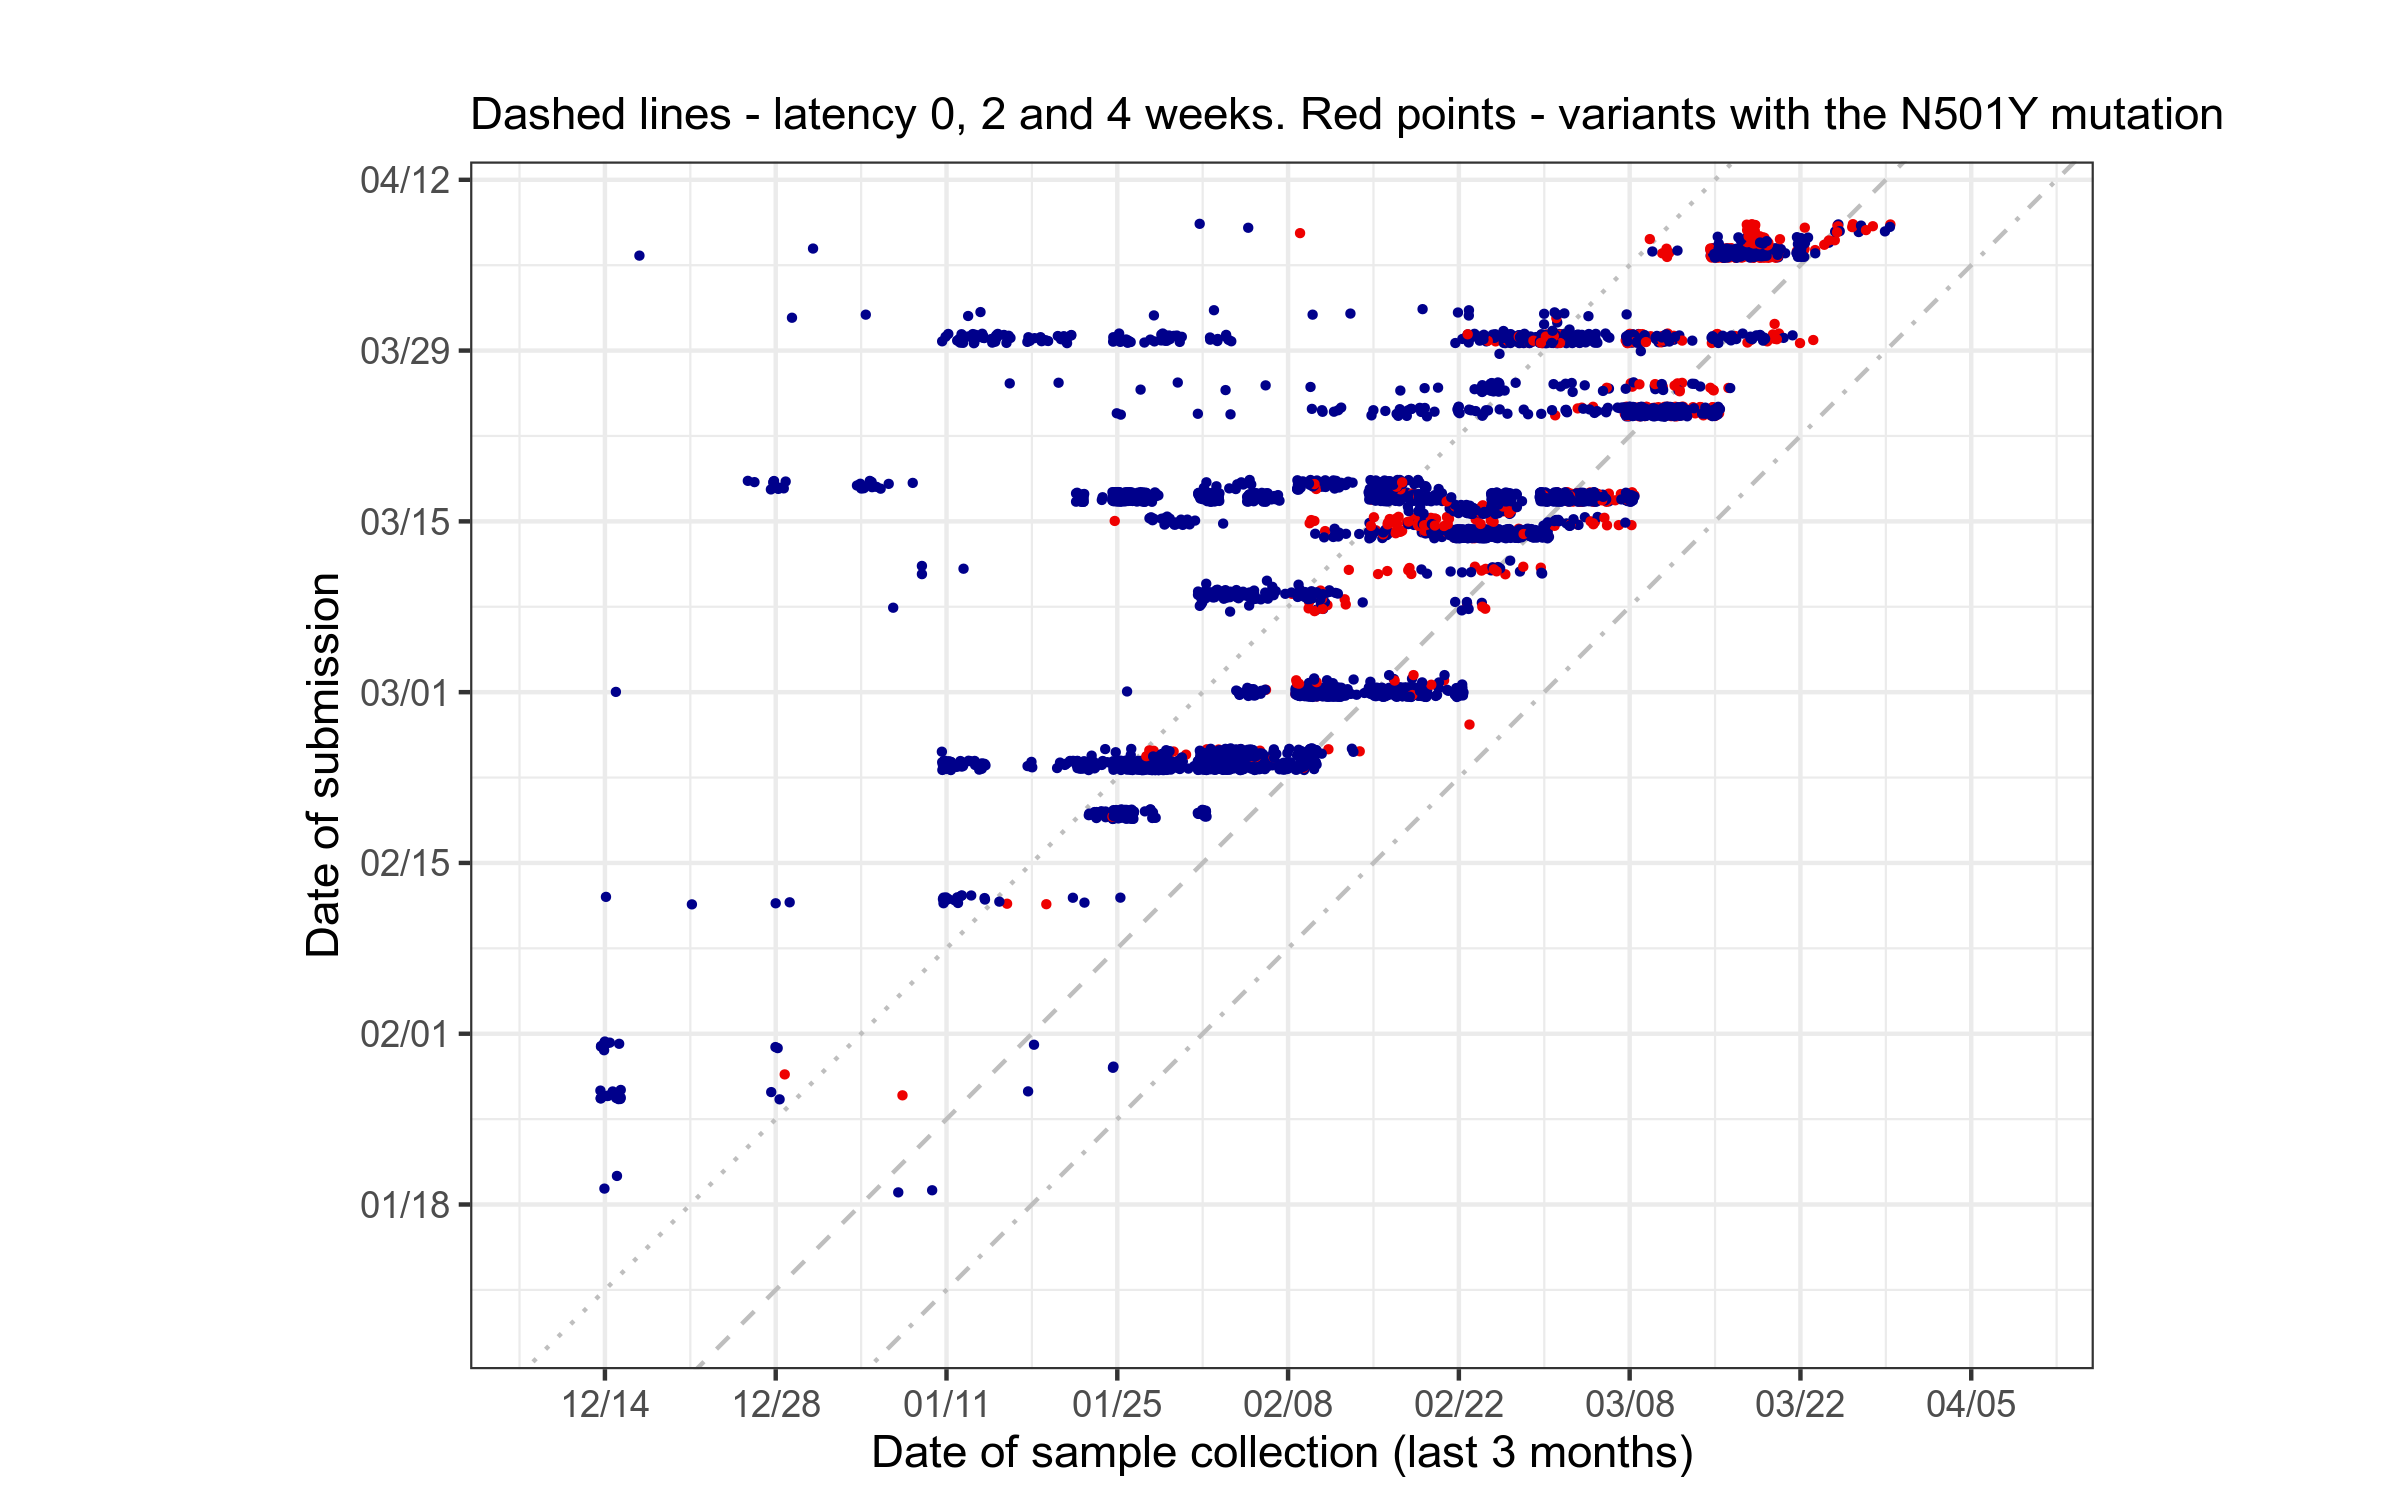 Dashed lines - latency 0, 2 and 4 weeks. Red points - variants with the N501Y mutation
Date of submission
04/12
03/29
03/15
03/01
02/15
02/01
01/18
12/14 12/28 01/11 01/25 02/08 02/22 03/08 03/22 04/05
Date of sample collection (last 3 months)